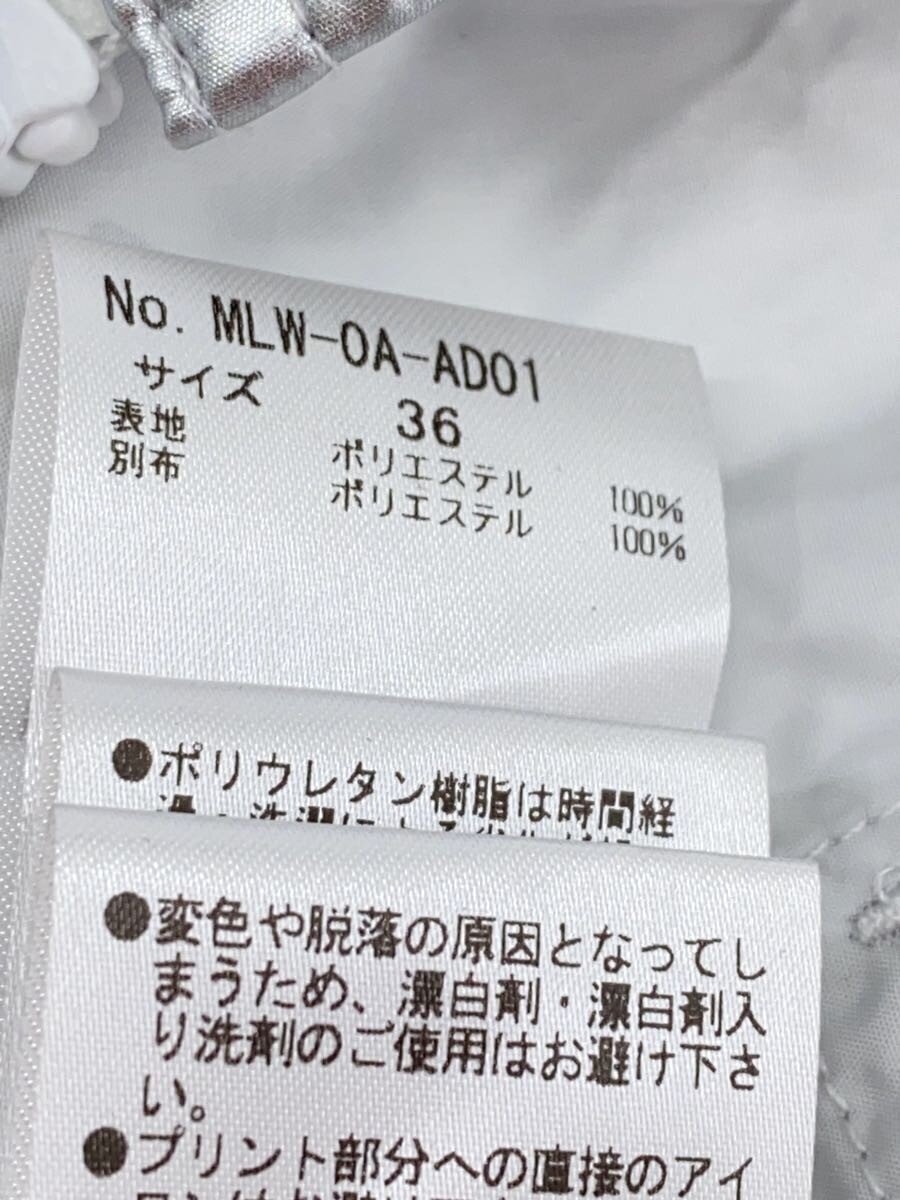 No. MLW-OA-AD01
サイズ 36
表地 ポリエステル 100%
別布 ポリエステル 100%
●ポリウレタン樹脂は時間経
●変色や脱落の原因となってし
まうため、漂白剤・漂白剤入
り洗剤のご使用はお避け下さ
い。
●プリント部分への直接のアイ